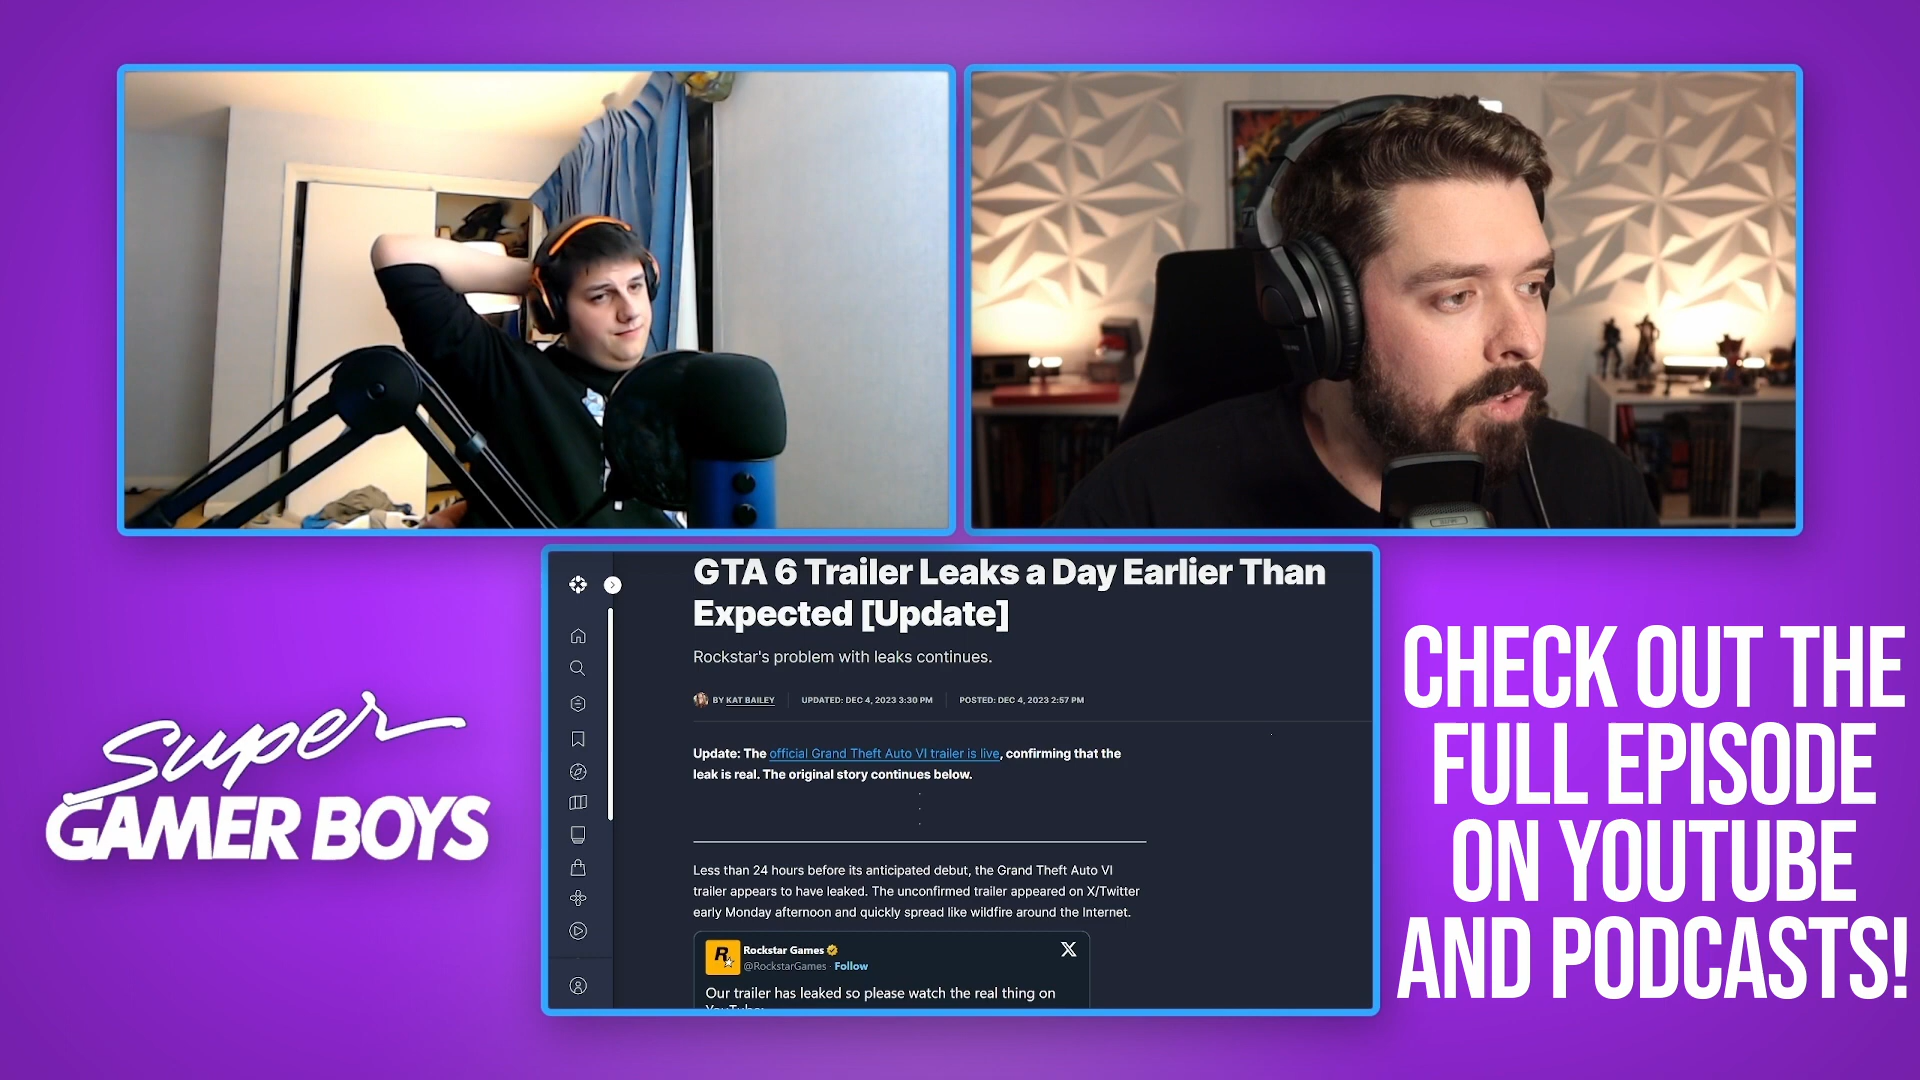 GTA 6 Trailer Leaks a Day Earlier Than
Expected [Update]
Rockstar's problem with leaks continues.
BY KAT BAILEY
UPDATED: DEC 4, 2023 3:30 PM
POSTED: DEC 4, 2023 2:57 PM
Update: The official Grand Theft Auto VI trailer is live, confirming that the
leak is real. The original story continues below.
Less than 24 hours before its anticipated debut, the Grand Theft Auto VI
trailer appears to have leaked. The unconfirmed trailer appeared on X/Twitter
early Monday afternoon and quickly spread like wildfire around the Internet.
Rockstar Games
@RockstarGames · Follow
Our trailer has leaked so please watch the real thing on
YouTube:
Super
GAMER BOYS
CHECK OUT THE
FULL EPISODE
ON YOUTUBE
AND PODCASTS!